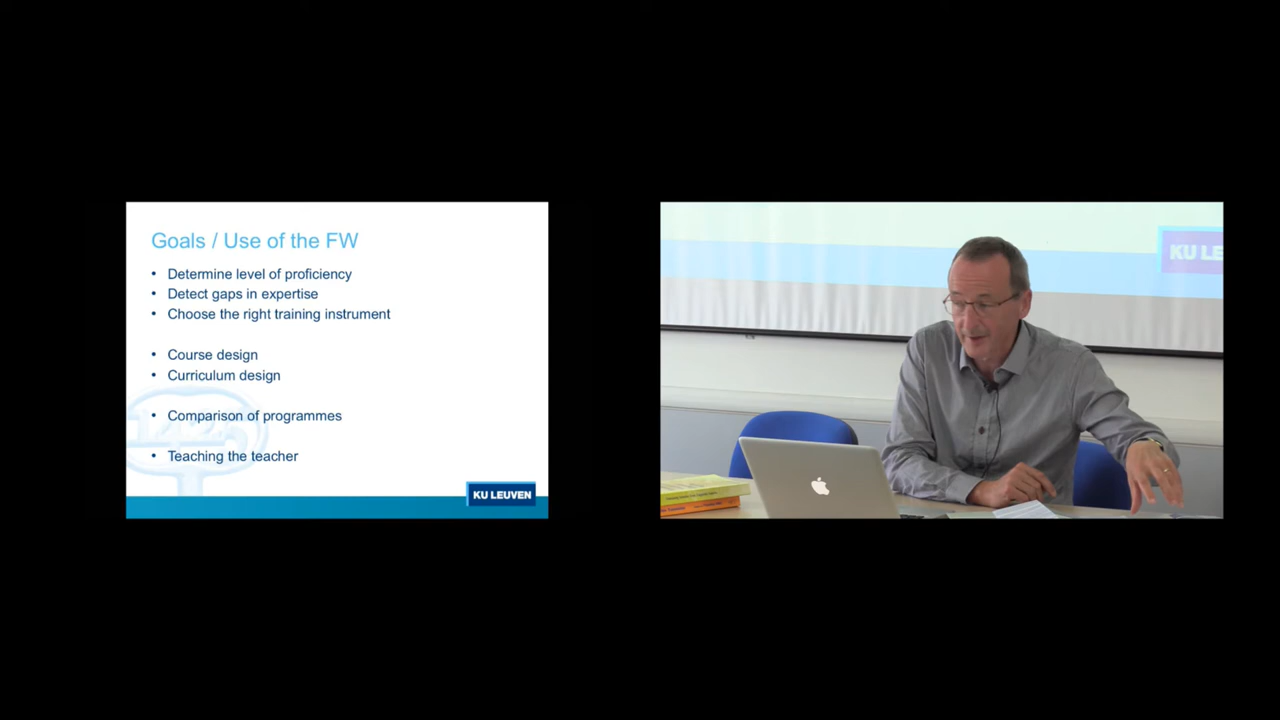 Goals / Use of the FW
• Determine level of proficiency
• Detect gaps in expertise
• Choose the right training instrument
• Course design
• Curriculum design
• Comparison of programmes
• Teaching the teacher
KU LEUVEN
KU LE